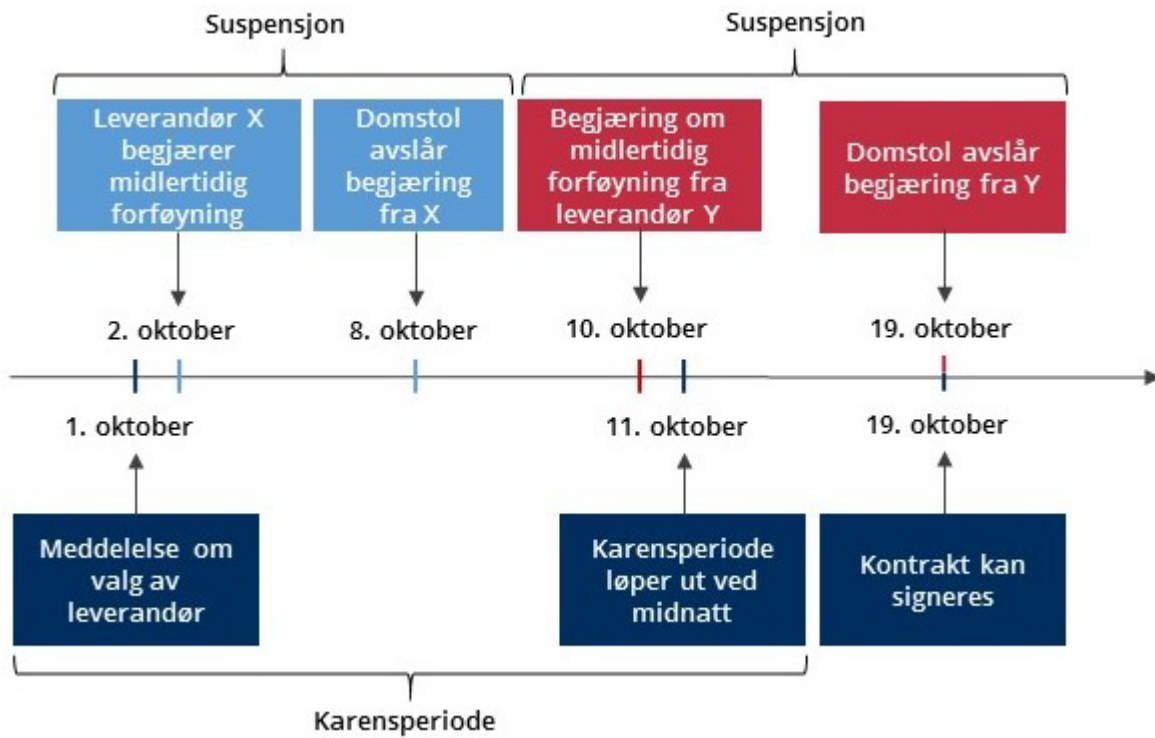 Suspensjon
Suspensjon
Leverandør X
begjærer
midlertidig
forføyning
Domstol
avslår
begjæring
fra X
Begjæring om
midlertidig
forføyning fra
leverandør Y
Domstol avslår
begjæring fra Y
2. oktober
8. oktober
10. oktober
19. oktober
1. oktober
11. oktober
19. oktober
Meddelelse om
valg av
leverandør
Karensperiode
løper ut ved
midnatt
Kontrakt kan
signeres
Karensperiode